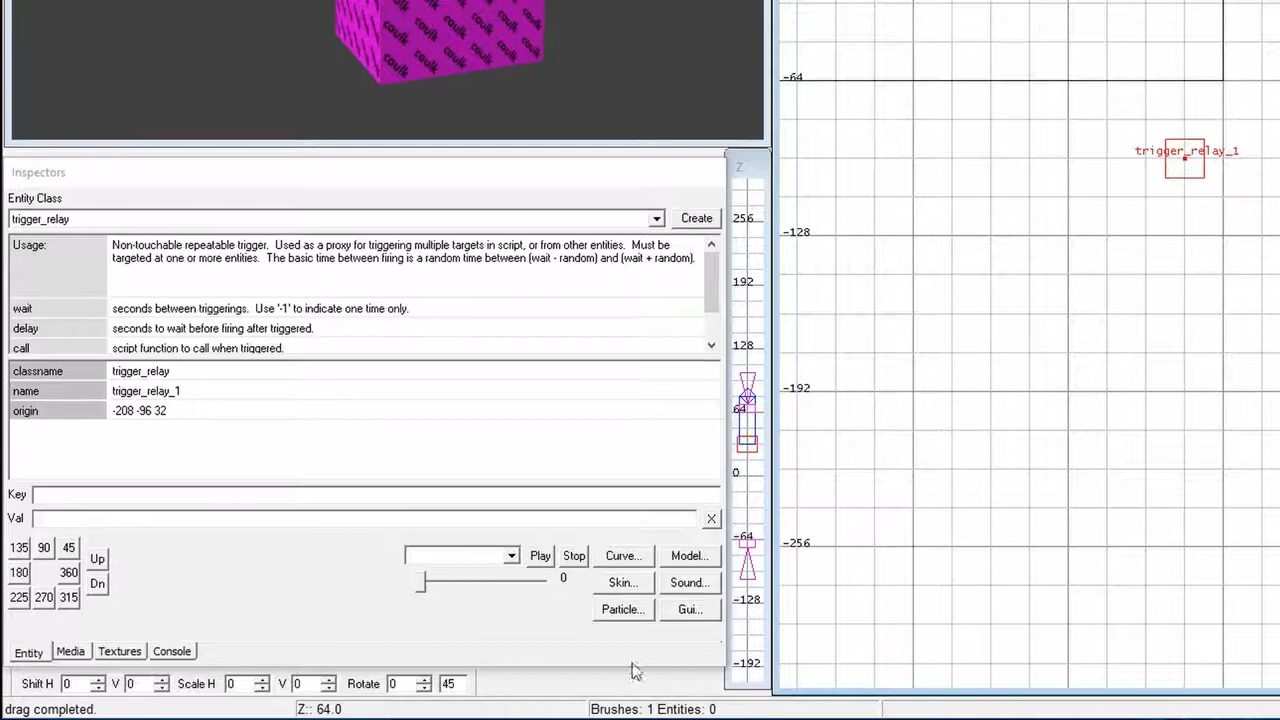 caulk caulk caulk caulk
caulk caulk caulk caulk
-64
trigger_relay_1
Inspectors
Z
Entity Class
trigger_relay
Create
256
Usage:
Non-touchable repeatable trigger. Used as a proxy for triggering multiple targets in script, or from other entities. Must be
targeted at one or more entities. The basic time between firing is a random time between (wait - random) and (wait + random).
-128
192
wait
seconds between triggerings. Use '-1' to indicate one time only.
delay
seconds to wait before firing after triggered.
128
call
script function to call when triggered.
classname
trigger_relay
-192
name
trigger_relay_1
64
origin
-208 -96 32
0
Key
Val
X
-64
-256
135 90 45
Up
Play
Stop
Curve...
Model...
180 360
0
Dn
Skin...
Sound...
225 270 315
-128
Particle...
Gui...
Entity
Media
Textures
Console
-192
Shift H 0 V 0 Scale H 0 V 0 Rotate 0 45
drag completed.
Z:: 64.0
Brushes: 1 Entities: 0